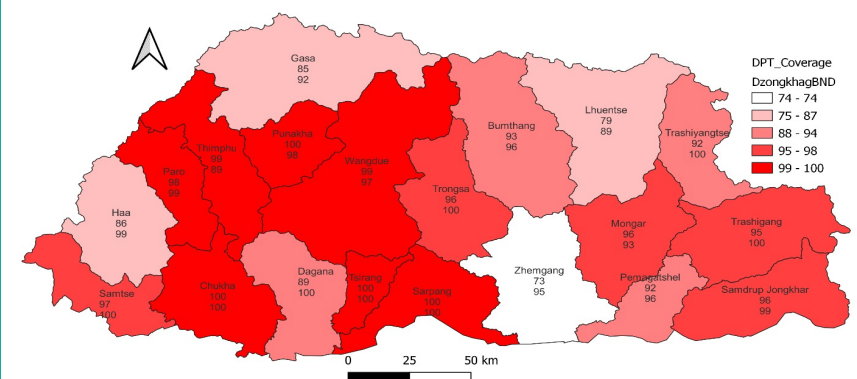 Gasa
85
92
Punakha
100
98
Thimphu
99
89
Paro
98
99
Wangdue
99
97
Haa
86
99
Bumthang
93
96
Lhuentse
79
89
Trashiyangtse
92
100
Trongsa
96
100
Mongar
96
93
Trashigang
95
100
Samtse
97
100
Chukha
100
100
Dagana
89
100
Tsirang
100
100
Sarpang
100
100
Zhemgang
73
95
Pemagatshel
92
96
Samdrup Jongkhar
96
99
DPT_Coverage
DzongkhagBND
74 - 74
75 - 87
88 - 94
95 - 98
99 - 100
0 25 50 km